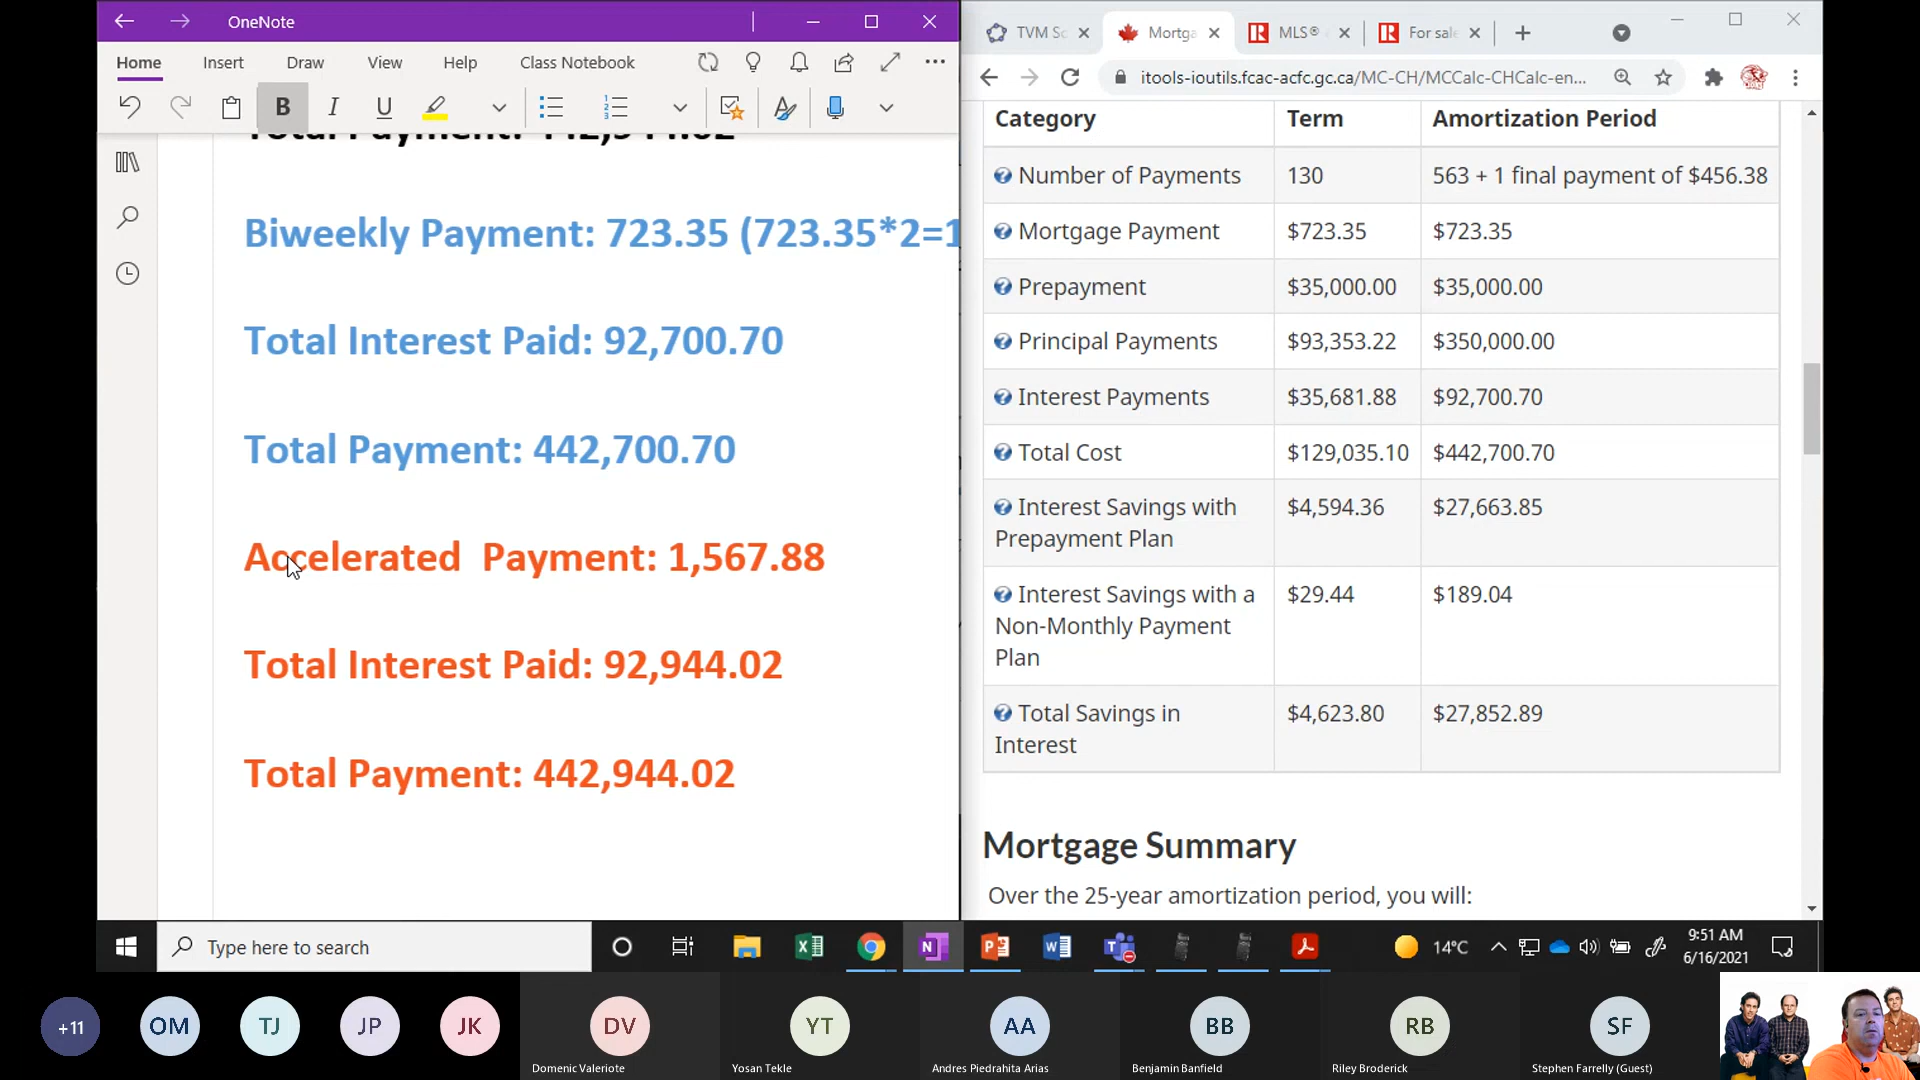 OneNote
Home Insert Draw View Help Class Notebook
B I U
Total Payment: 442,944.02
Biweekly Payment: 723.35 (723.35*2=1
Total Interest Paid: 92,700.70
Total Payment: 442,700.70
Accelerated Payment: 1,567.88
Total Interest Paid: 92,944.02
Total Payment: 442,944.02
TVM Sc Mortga MLS® For sale
itools-ioutils.fcac-acfc.gc.ca/MC-CH/MCCalc-CHCalc-en...
Category Term Amortization Period
Number of Payments 130 563 + 1 final payment of $456.38
Mortgage Payment $723.35 $723.35
Prepayment $35,000.00 $35,000.00
Principal Payments $93,353.22 $350,000.00
Interest Payments $35,681.88 $92,700.70
Total Cost $129,035.10 $442,700.70
Interest Savings with $4,594.36 $27,663.85
Prepayment Plan
Interest Savings with a $29.44 $189.04
Non-Monthly Payment
Plan
Total Savings in $4,623.80 $27,852.89
Interest
Mortgage Summary
Over the 25-year amortization period, you will:
Type here to search
14°C
9:51 AM
6/16/2021
+11 OM TJ JP JK DV YT AA BB RB SF
Domenic Valeriote Yosan Tekle Andres Piedrahita Arias Benjamin Banfield Riley Broderick Stephen Farrelly (Guest)